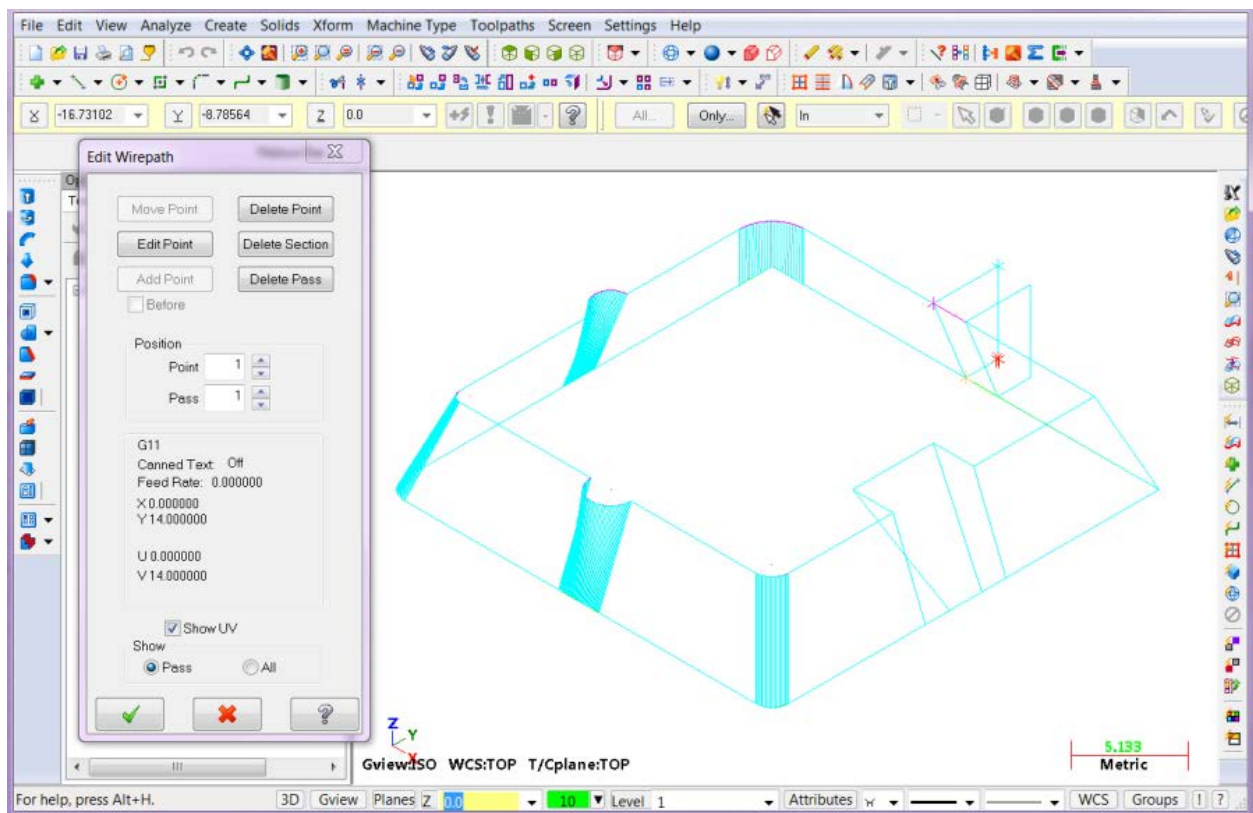 File Edit View Analyze Create Solids Xform Machine Type Toolpaths Screen Settings Help
X -16.73102 Y -8.78564 Z 0.0 All... Only... In
Edit Wirepath
Move Point Delete Point
Edit Point Delete Section
Add Point Delete Pass
Before
Position
Point 1
Pass 1
G11
Canned Text: Off
Feed Rate: 0.000000
X 0.000000
Y 14.000000
U 0.000000
V 14.000000
Show UV
Show
Pass All
Z
Y
X
Gview:ISO WCS:TOP T/Cplane:TOP
5.133
Metric
For help, press Alt+H. 3D Gview Planes Z 0.0 10 Level 1 Attributes WCS Groups ! ?